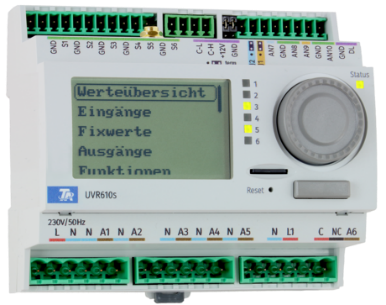 GND S1 GND S2 GND S3 GND S4 GND S5 GND S6 C-L C-H +12V GND AN7 GND AN8 AN9 GND AN10 GND DL
Status
Werteübersicht
Eingänge
Fixwerte
Ausgänge
Funktionen
1
2
3
4
5
6
TA
UVR610s
Reset
230V/50Hz
L N N A1 N A2 N A3 N A4 N A5 N L1 C NC A6